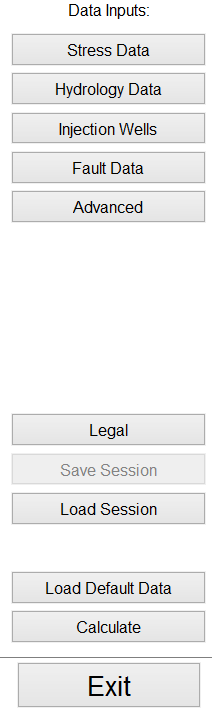 Data Inputs:
Stress Data
Hydrology Data
Injection Wells
Fault Data
Advanced
Legal
Save Session
Load Session
Load Default Data
Calculate
Exit